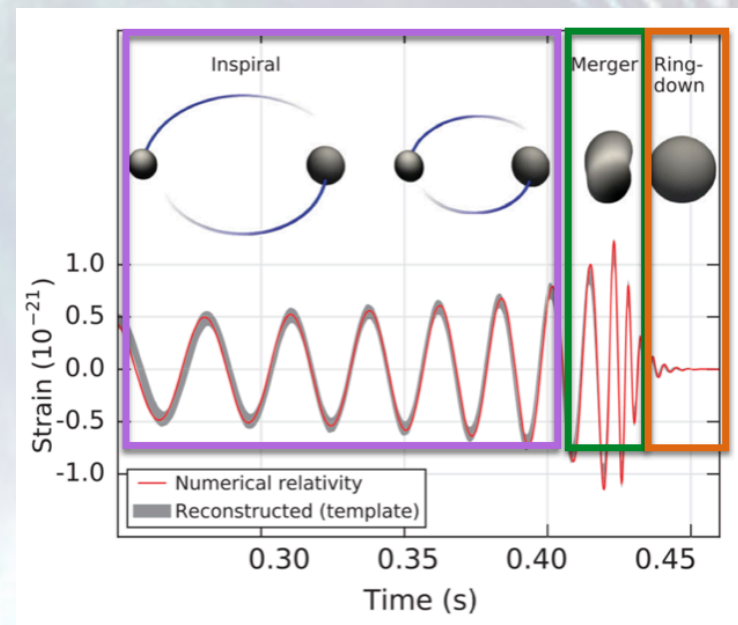 Inspiral
Merger
Ring-
down
Strain (10⁻²¹)
1.0
0.5
0.0
-0.5
-1.0
Numerical relativity
Reconstructed (template)
0.30 0.35 0.40 0.45
Time (s)